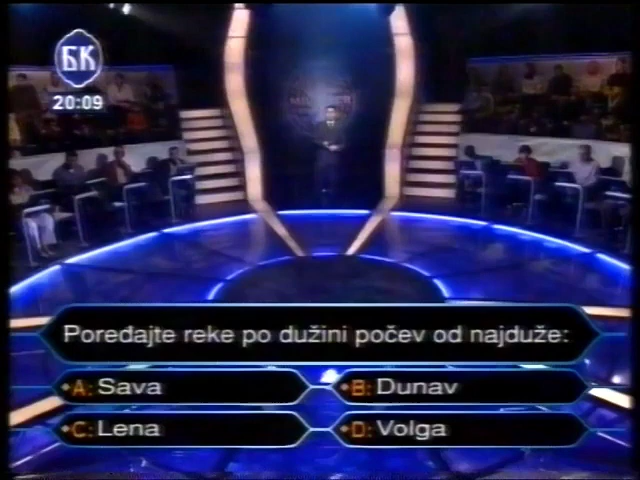 БК
20:09
Poređajte reke po dužini počev od najduže:
A: Sava
B: Dunav
C: Lena
D: Volga